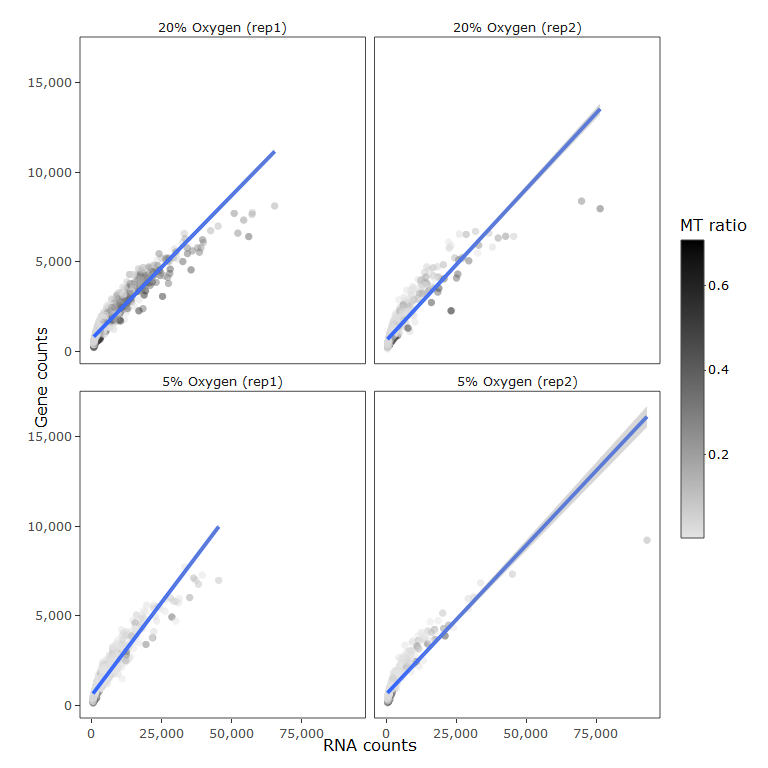 20% Oxygen (rep1)
20% Oxygen (rep2)
15,000
10,000
5,000
0
MT ratio
0.6
0.4
0.2
Gene counts
5% Oxygen (rep1)
5% Oxygen (rep2)
15,000
10,000
5,000
0
0
25,000
50,000
75,000
0
25,000
50,000
75,000
RNA counts